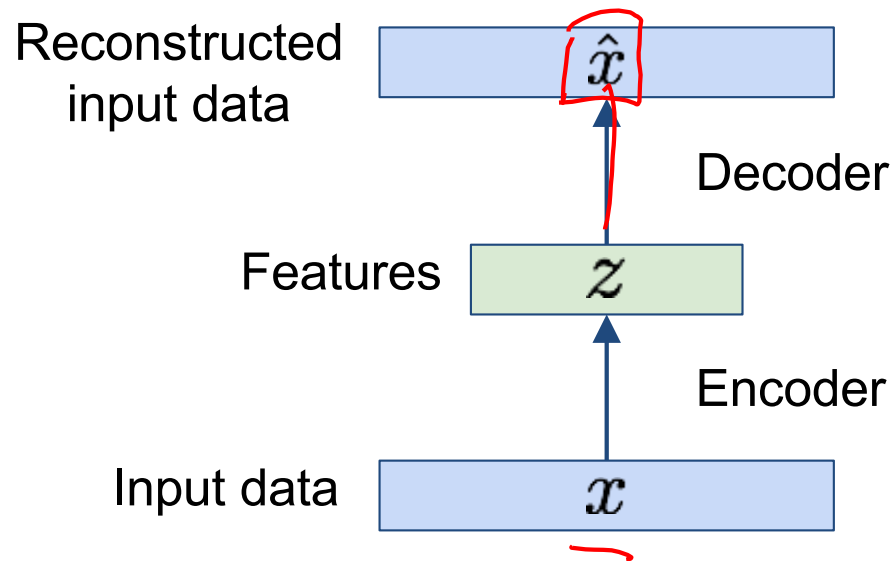 Reconstructed
input data
x̂
Decoder
Features
z
Encoder
Input data
x